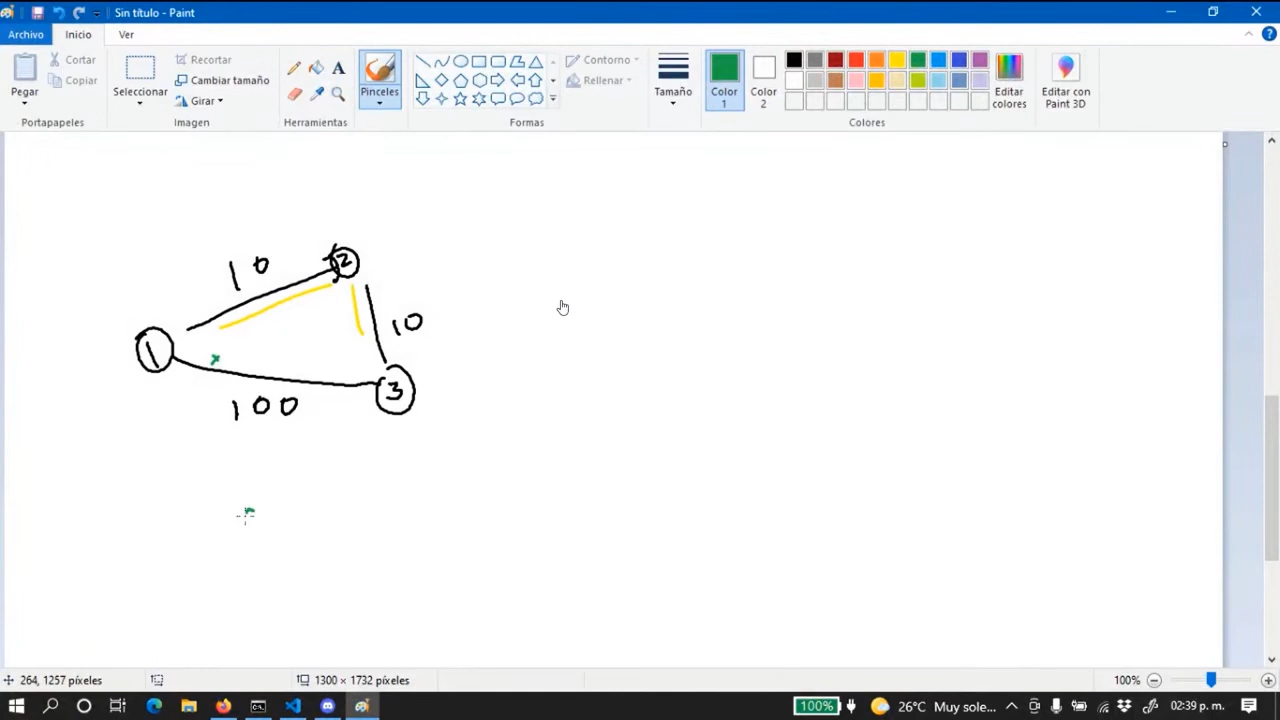 Sin título - Paint
Archivo Inicio Ver
Pegar
Cortar
Copiar
Portapapeles
Seleccionar
Recortar
Cambiar tamaño
Girar
Imagen
A
Herramientas
Pinceles
Contorno
Rellenar
Formas
Tamaño
Color 1
Color 2
Editar colores
Colores
Editar con Paint 3D
10
2
10
1
x
100
3
264, 1257 píxeles
1300 × 1732 píxeles
100%
100%
26°C Muy sole...
02:39 p. m.